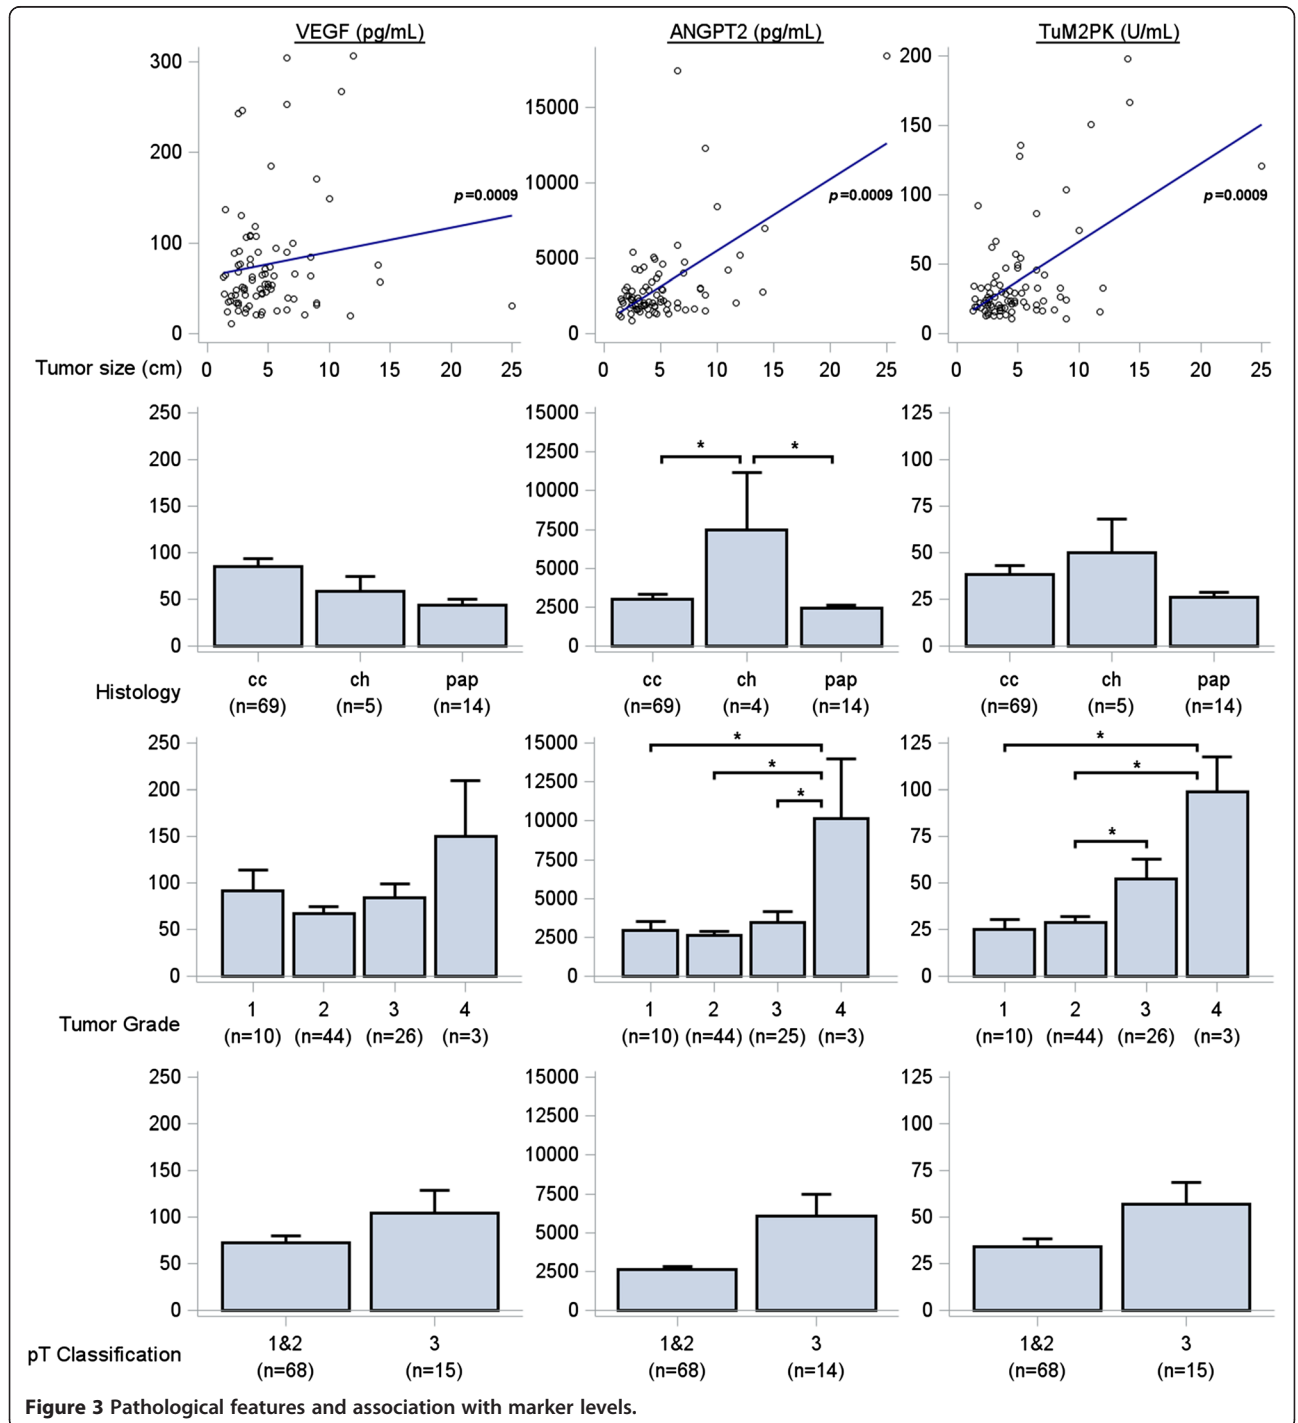 VEGF (pg/mL) ANGPT2 (pg/mL) TuM2PK (U/mL)
300 200 100 0
15000 10000 5000 0
200 150 100 50 0
p=0.0009 p=0.0009 p=0.0009
Tumor size (cm) 0 5 10 15 20 25 0 5 10 15 20 25 0 5 10 15 20 25
250 200 150 100 50 0
15000 12500 10000 7500 5000 2500 0
* *
125 100 75 50 25 0
cc ch pap cc ch pap cc ch pap
Histology
(n=69) (n=5) (n=14) (n=69) (n=4) (n=14) (n=69) (n=5) (n=14)
250 200 150 100 50 0
15000 12500 10000 7500 5000 2500 0
* * *
125 100 75 50 25 0
* * *
1 2 3 4 1 2 3 4 1 2 3 4
Tumor Grade
(n=10) (n=44) (n=26) (n=3) (n=10) (n=44) (n=25) (n=3) (n=10) (n=44) (n=26) (n=3)
250 200 150 100 50 0
15000 12500 10000 7500 5000 2500 0
125 100 75 50 25 0
1&2 3 1&2 3 1&2 3
pT Classification
(n=68) (n=15) (n=68) (n=14) (n=68) (n=15)
Figure 3 Pathological features and association with marker levels.